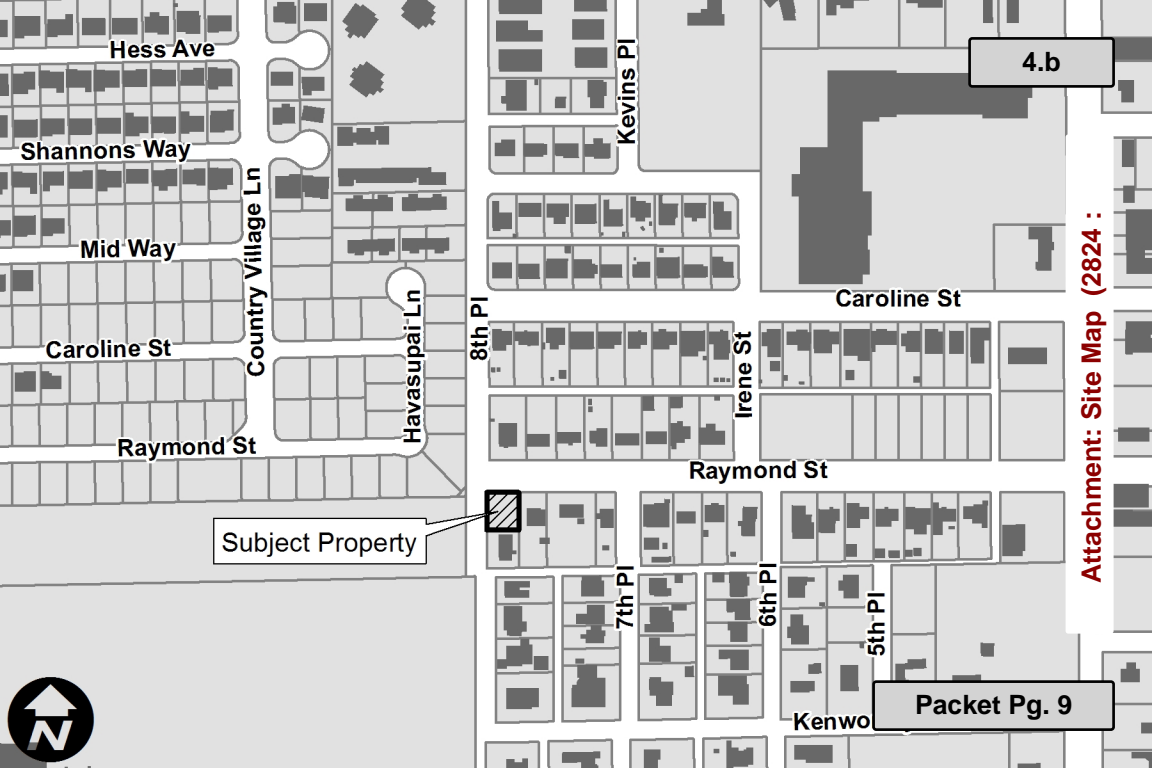 Hess Ave
Kevins Pl
4.b
Shannons Way
Country Village Ln
Mid Way
Havasupai Ln
8th Pl
Caroline St
Caroline St
Irene St
Raymond St
Raymond St
Subject Property
7th Pl
6th Pl
5th Pl
Attachment: Site Map (2824 :
Packet Pg. 9
N